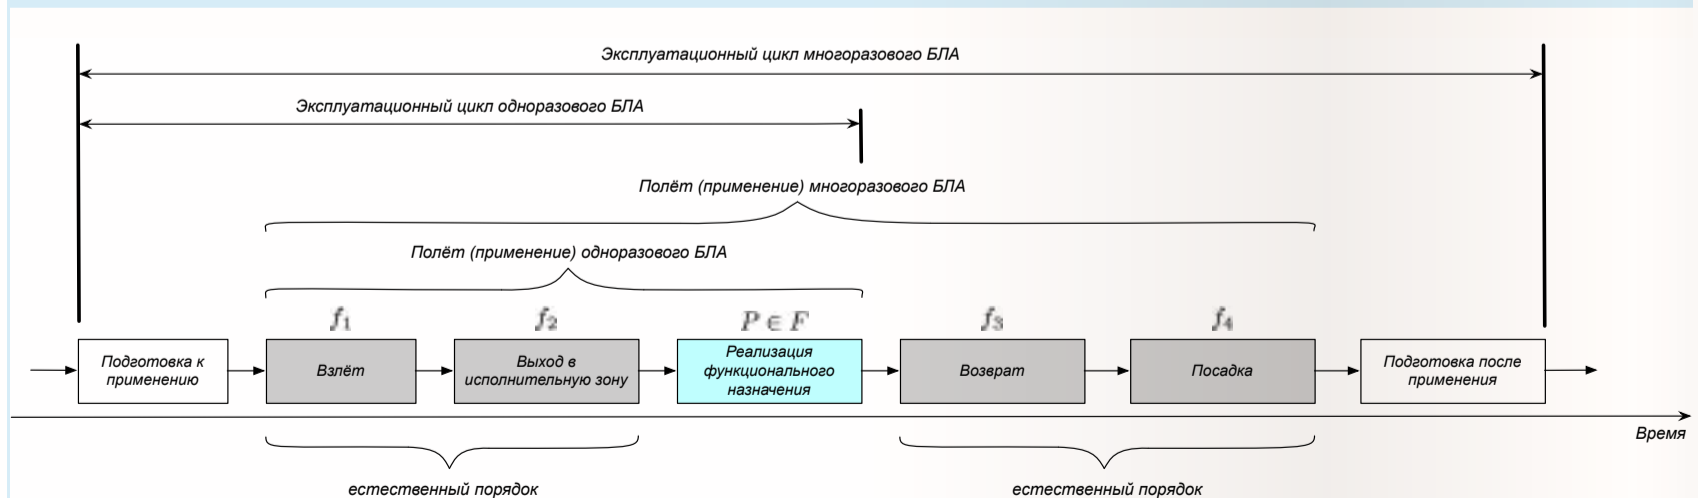 Эксплуатационный цикл многоразового БЛА
Эксплуатационный цикл одноразового БЛА
Полёт (применение) многоразового БЛА
Полёт (применение) одноразового БЛА
f₁
f₂
P ∈ F
f₃
f₄
Подготовка к
применению
Взлёт
Выход в
исполнительную зону
Реализация
функционального
назначения
Возврат
Посадка
Подготовка после
применения
Время
естественный порядок
естественный порядок